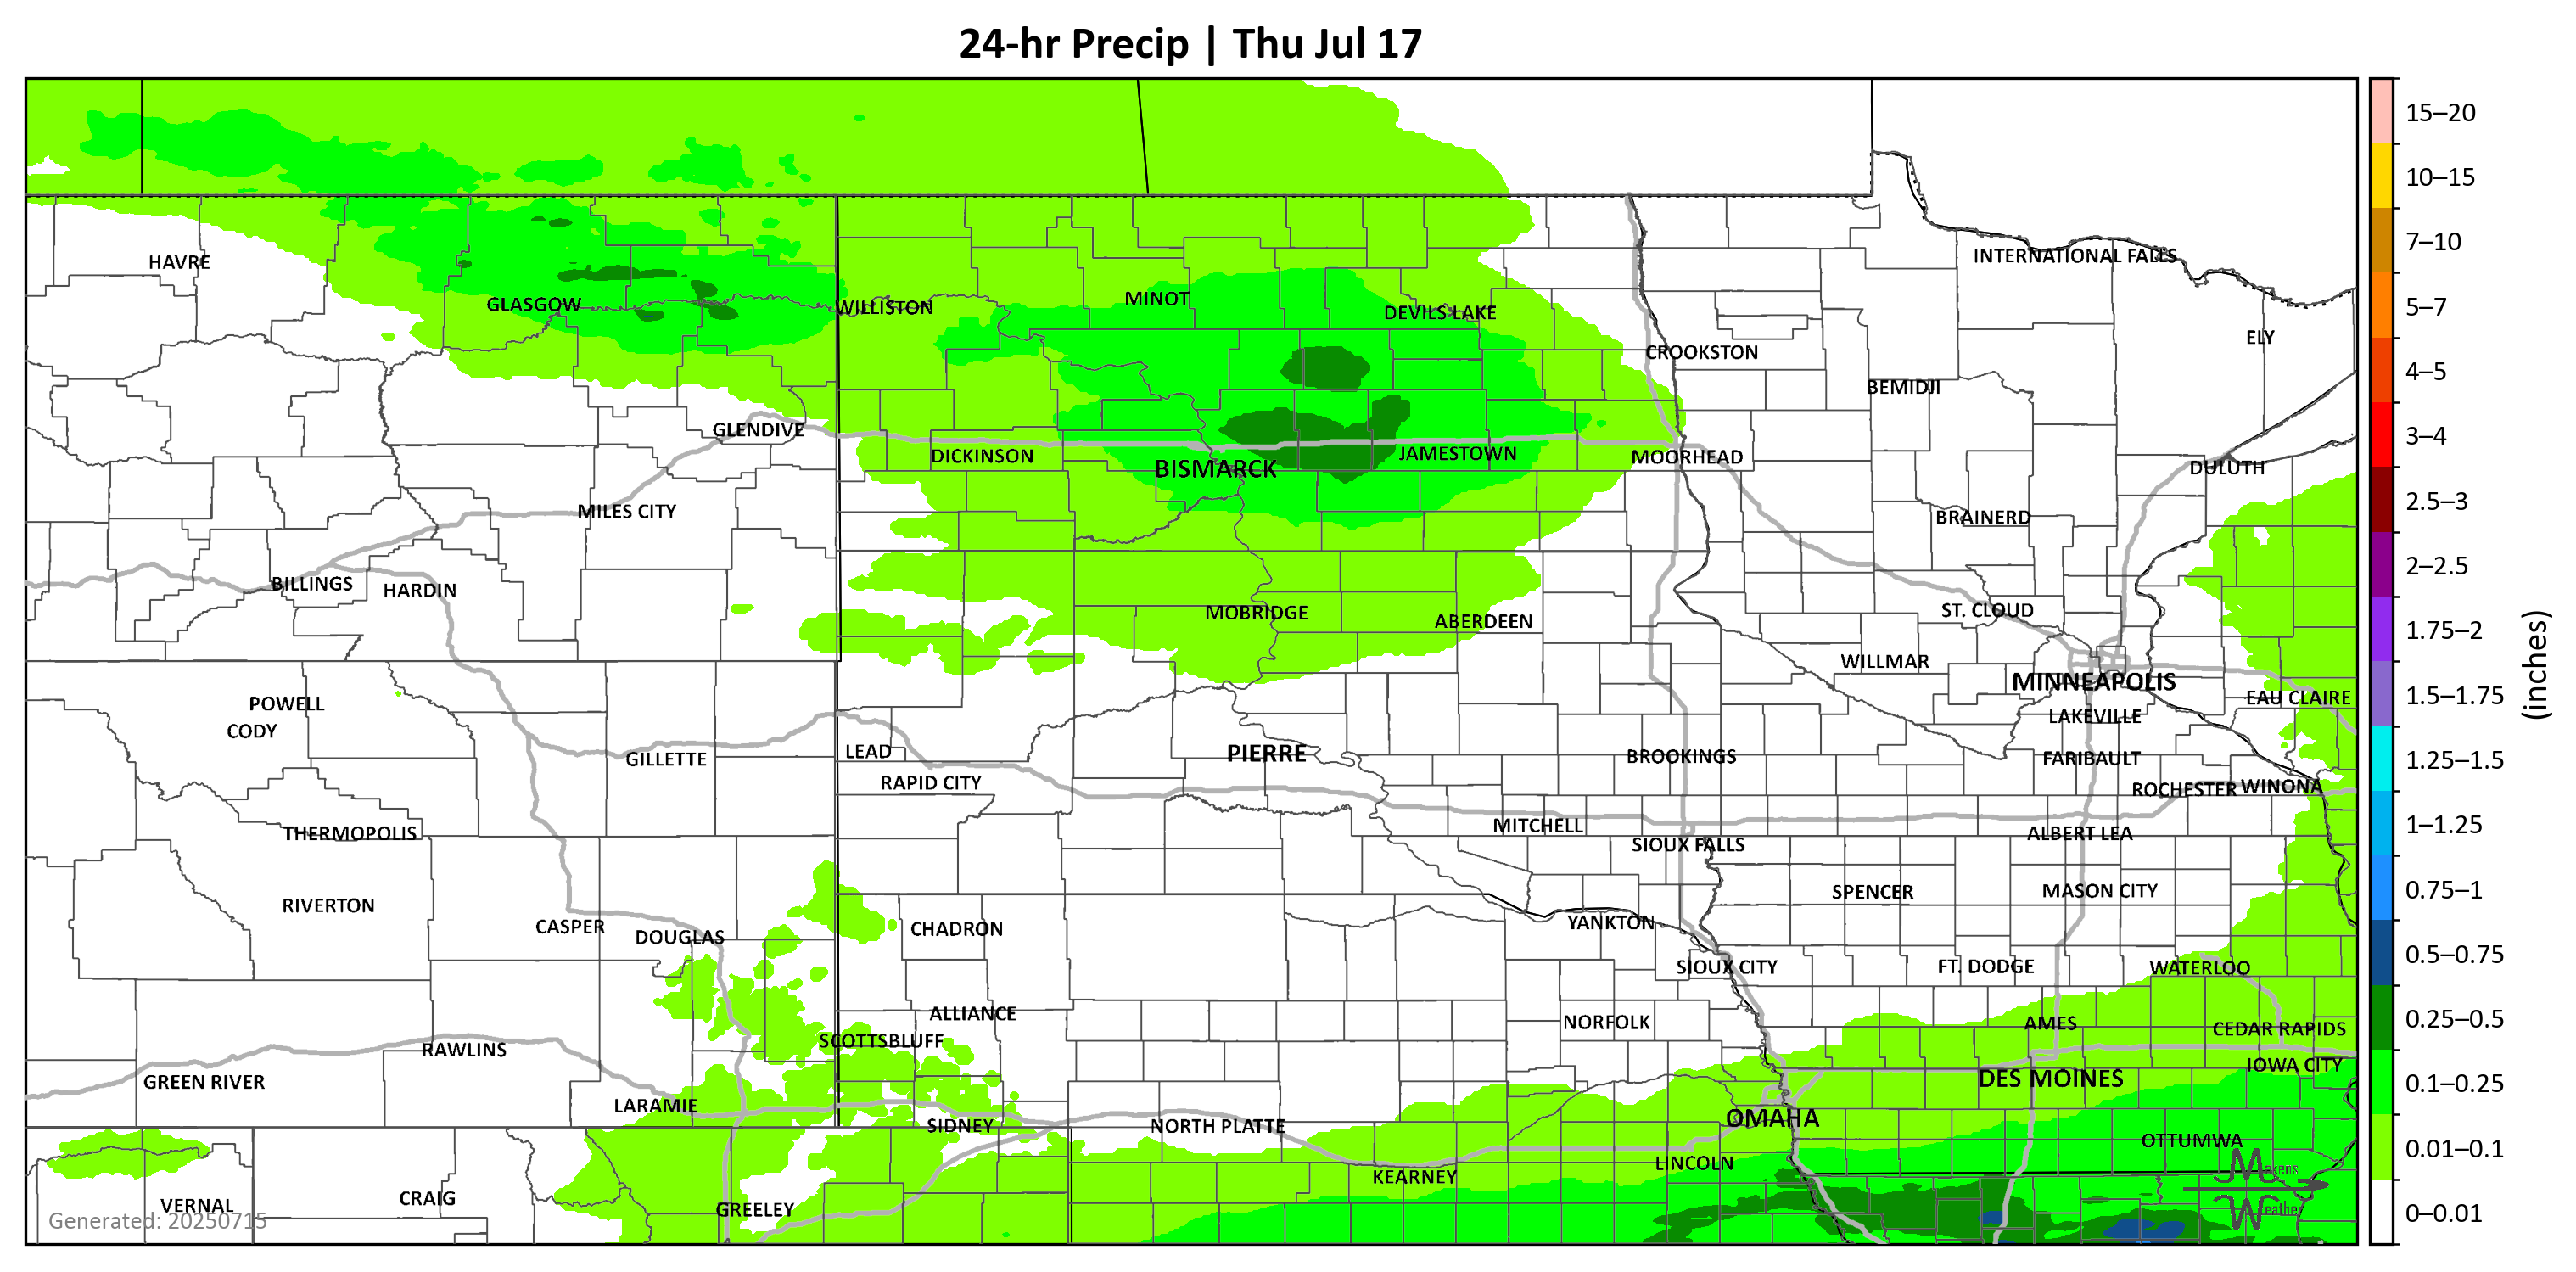 24-hr Precip | Thu Jul 17
15–20
10–15
HAVRE
7–10
INTERNATIONAL FALLS
GLASGOW
WILLISTON
MINOT
DEVILS LAKE
5–7
ELY
CROOKSTON
4–5
BEMIDJI
GLENDIVE
3–4
DICKINSON
BISMARCK
JAMESTOWN
MOORHEAD
DULUTH
2.5–3
MILES CITY
BRAINERD
2–2.5
BILLINGS
HARDIN
MOBRIDGE
ABERDEEN
ST. CLOUD
1.75–2
WILLMAR
MINNEAPOLIS
(inches)
POWELL
EAU CLAIRE
1.5–1.75
CODY
LAKEVILLE
GILLETTE
LEAD
PIERRE
BROOKINGS
FARIBAULT
1.25–1.5
RAPID CITY
ROCHESTER
WINONA
THERMOPOLIS
MITCHELL
ALBERT LEA
1–1.25
SIOUX FALLS
RIVERTON
SPENCER
MASON CITY
0.75–1
CASPER
DOUGLAS
CHADRON
YANKTON
SIOUX CITY
FT. DODGE
WATERLOO
0.5–0.75
ALLIANCE
NORFOLK
AMES
CEDAR RAPIDS
0.25–0.5
SCOTTSBLUFF
RAWLINS
IOWA CITY
GREEN RIVER
DES MOINES
0.1–0.25
LARAMIE
SIDNEY
NORTH PLATTE
OMAHA
OTTUMWA
0.01–0.1
LINCOLN
KEARNEY
Makens
VERNAL
CRAIG
GREELEY
Weather
0–0.01
Generated: 20250715